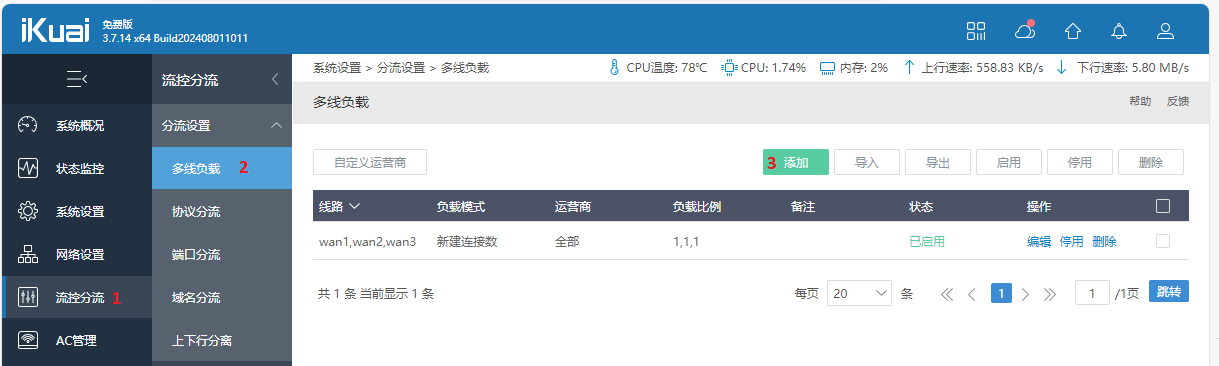 iKuai 免费版
3.7.14 x64 Build202408011011
流控分流
系统设置 > 分流设置 > 多线负载 CPU温度: 78℃ CPU: 1.74% 内存: 2% 上行速率: 558.83 KB/s 下行速率: 5.80 MB/s
多线负载 帮助 反馈
系统概况
状态监控
系统设置
网络设置
流控分流 1
AC管理
分流设置
多线负载 2
协议分流
端口分流
域名分流
上下行分离
自定义运营商 3 添加 导入 导出 启用 停用 删除
线路 负载模式 运营商 负载比例 备注 状态 操作
wan1,wan2,wan3 新建连接数 全部 1,1,1 已启用 编辑 停用 删除
共 1 条 当前显示 1 条 每页 20 条 1 1 /1页 跳转